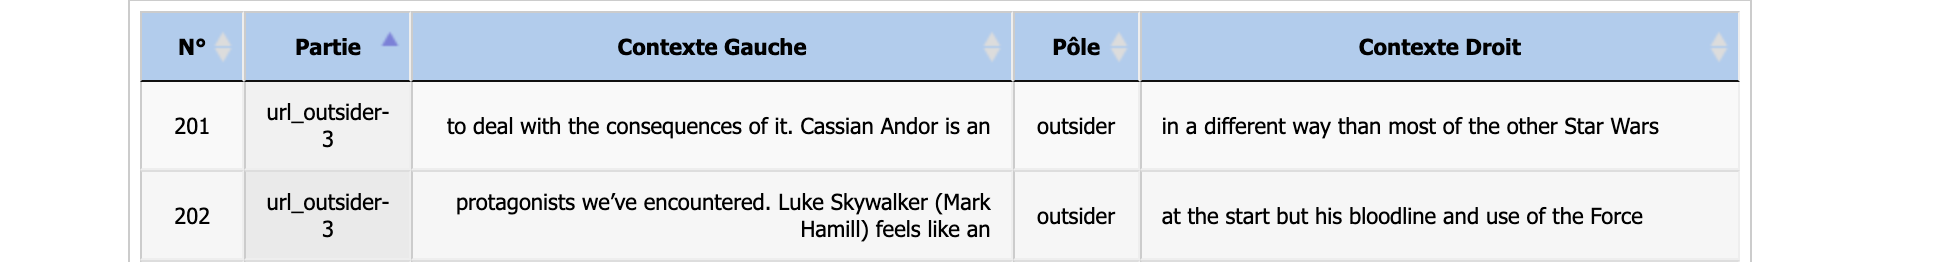 N° Partie Contexte Gauche Pôle Contexte Droit
201 url_outsider-3 to deal with the consequences of it. Cassian Andor is an outsider in a different way than most of the other Star Wars
202 url_outsider-3 protagonists we’ve encountered. Luke Skywalker (Mark Hamill) feels like an outsider at the start but his bloodline and use of the Force